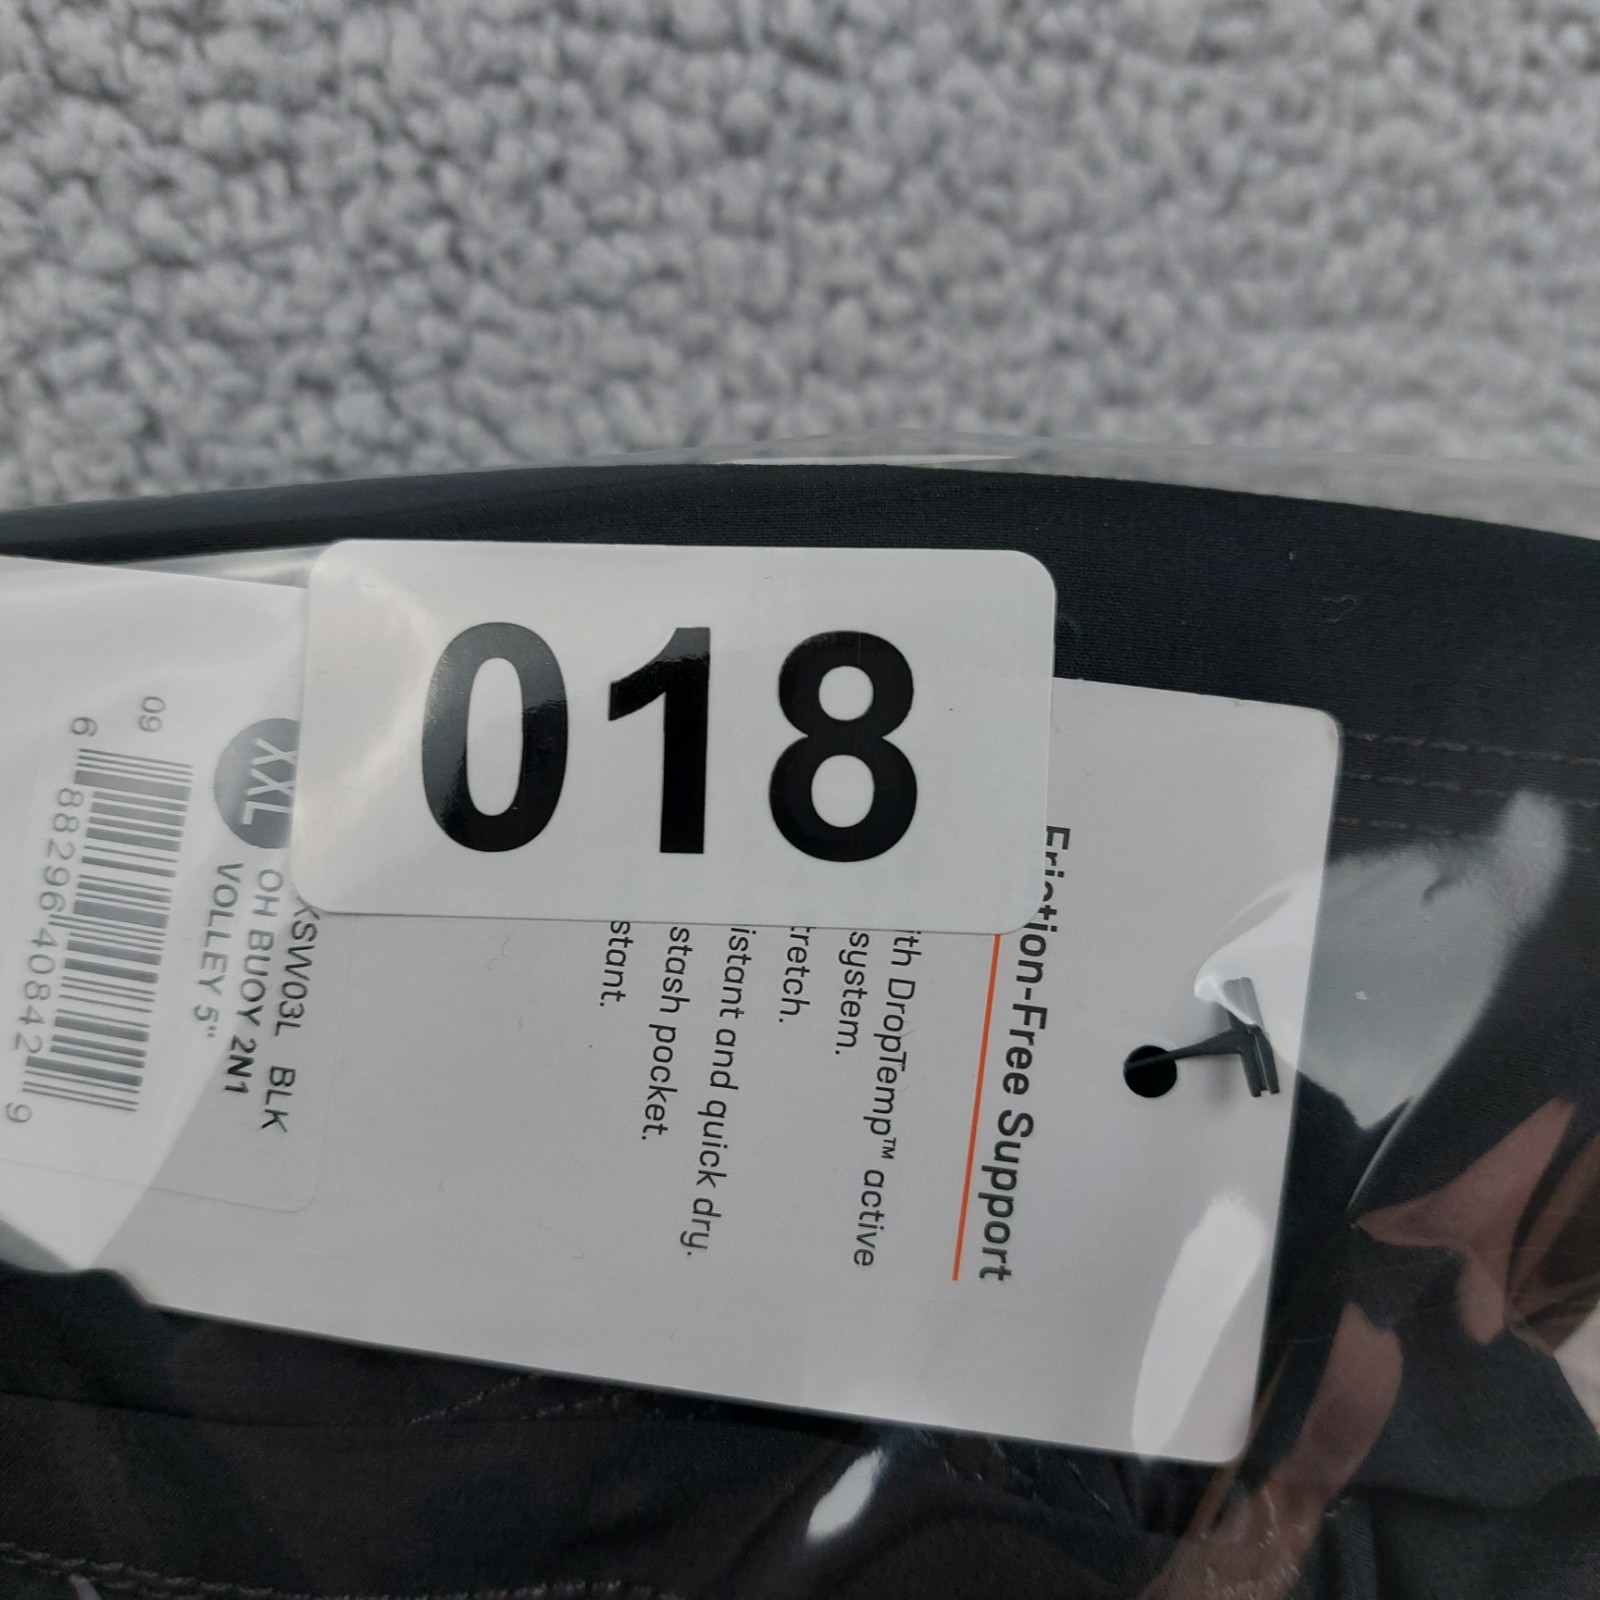 018
Friction-Free Support
ith DropTemp™ active
system.
tretch.
istant and quick dry.
stash pocket.
stant.
XSW03L BLK
XXL OH BUOY 2N1
VOLLEY 5"
09
6 88296 40842 9